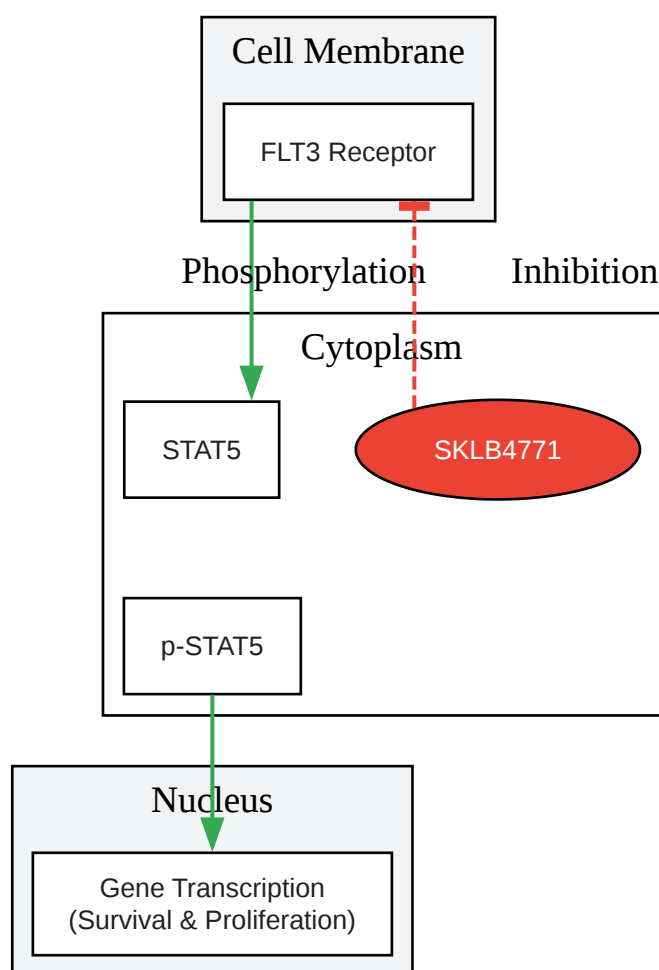 Cell Membrane
FLT3 Receptor
Phosphorylation
Inhibition
Cytoplasm
STAT5
SKLB4771
p-STAT5
Nucleus
Gene Transcription
(Survival & Proliferation)